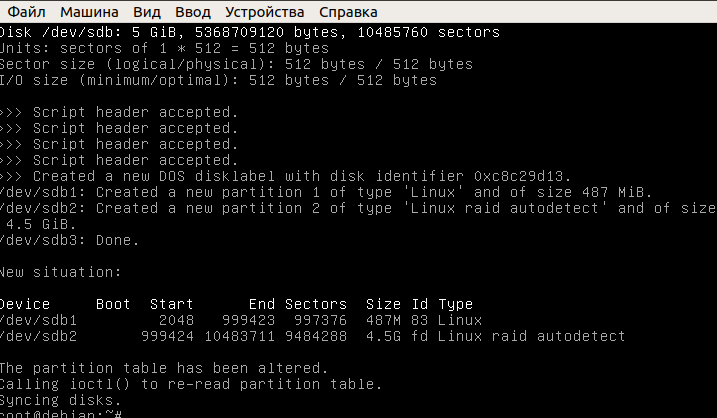 Файл Машина Вид Ввод Устройства Справка
Disk /dev/sdb: 5 GiB, 5368709120 bytes, 10485760 sectors
Units: sectors of 1 * 512 = 512 bytes
Sector size (logical/physical): 512 bytes / 512 bytes
I/O size (minimum/optimal): 512 bytes / 512 bytes
>>> Script header accepted.
>>> Script header accepted.
>>> Script header accepted.
>>> Script header accepted.
>>> Created a new DOS disklabel with disk identifier 0xc8c29d13.
/dev/sdb1: Created a new partition 1 of type 'Linux' and of size 487 MiB.
/dev/sdb2: Created a new partition 2 of type 'Linux raid autodetect' and of size
4.5 GiB.
/dev/sdb3: Done.
New situation:
Device Boot Start End Sectors Size Id Type
/dev/sdb1 2048 999423 997376 487M 83 Linux
/dev/sdb2 999424 10483711 9484288 4.5G fd Linux raid autodetect
The partition table has been altered.
Calling ioctl() to re-read partition table.
Syncing disks.
root@debian:~#